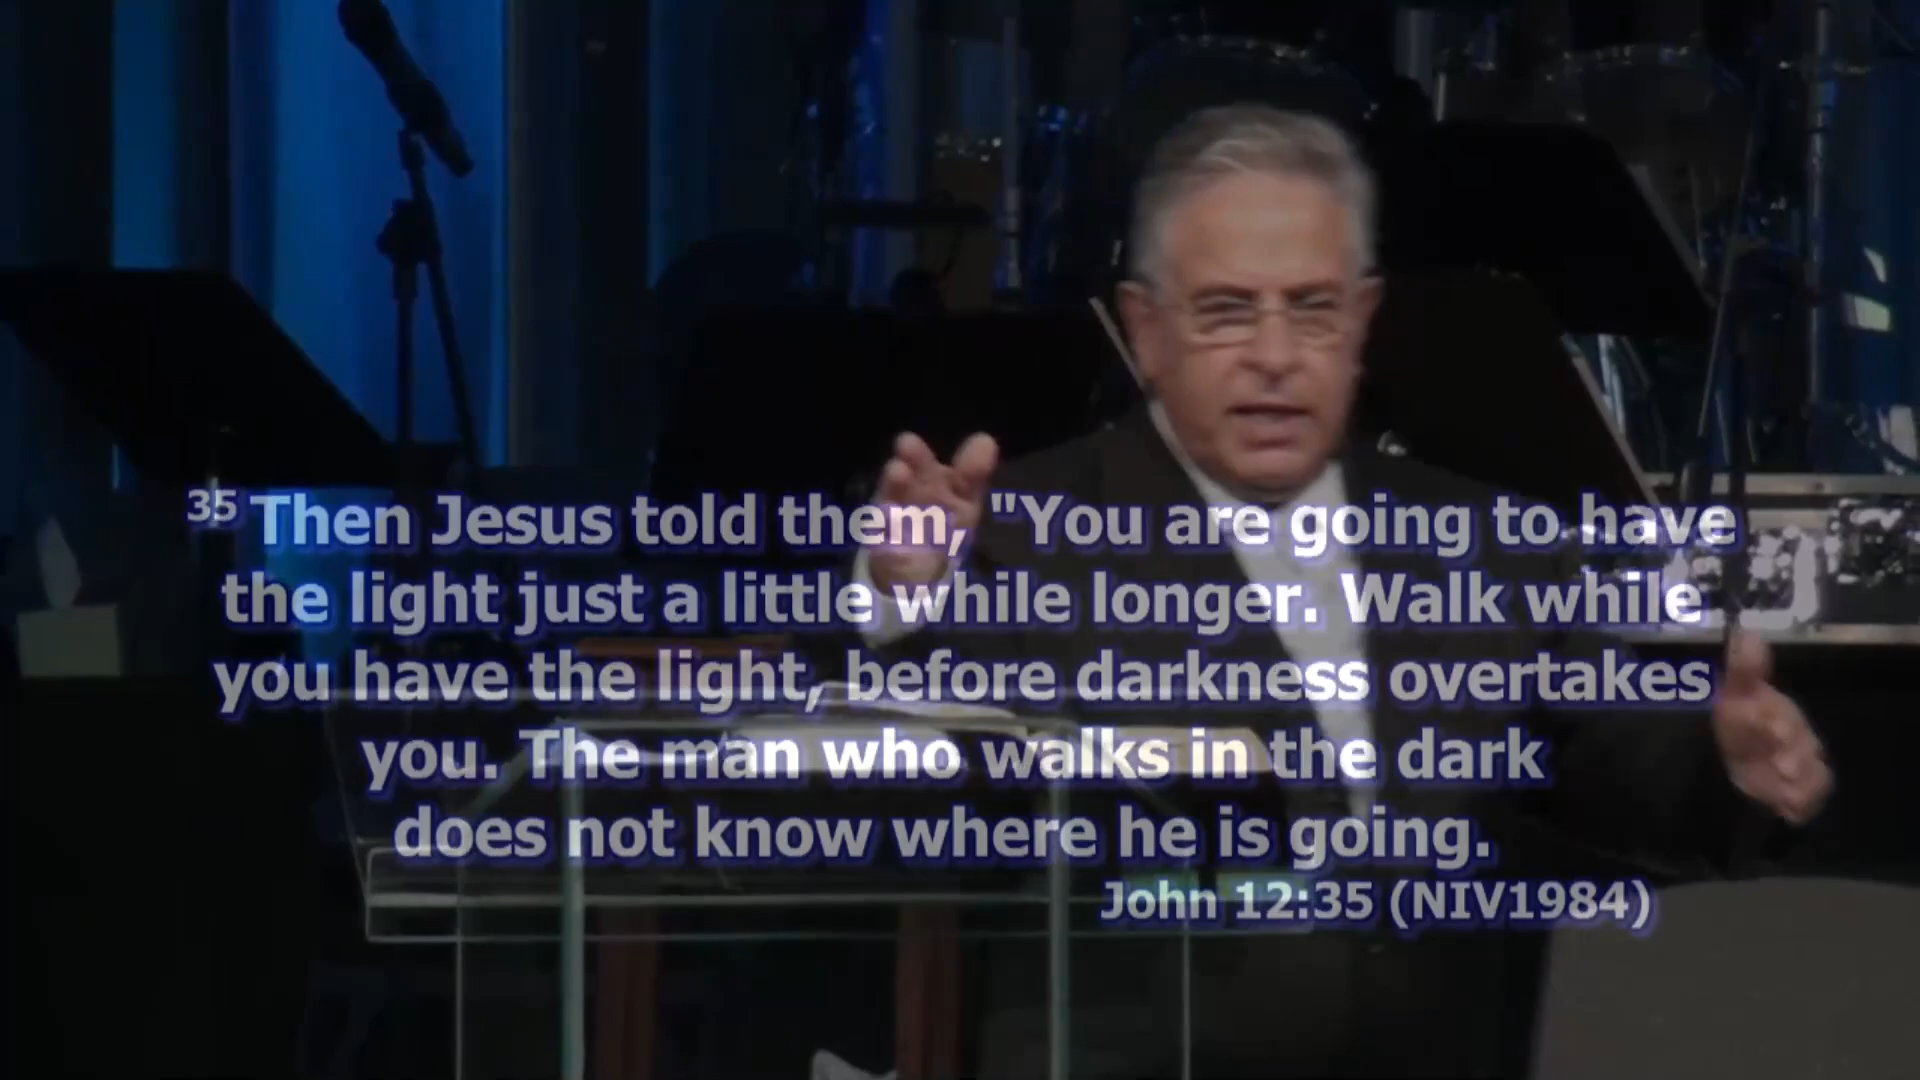 35 Then Jesus told them, "You are going to have
the light just a little while longer. Walk while
you have the light, before darkness overtakes
you. The man who walks in the dark
does not know where he is going.
John 12:35 (NIV1984)